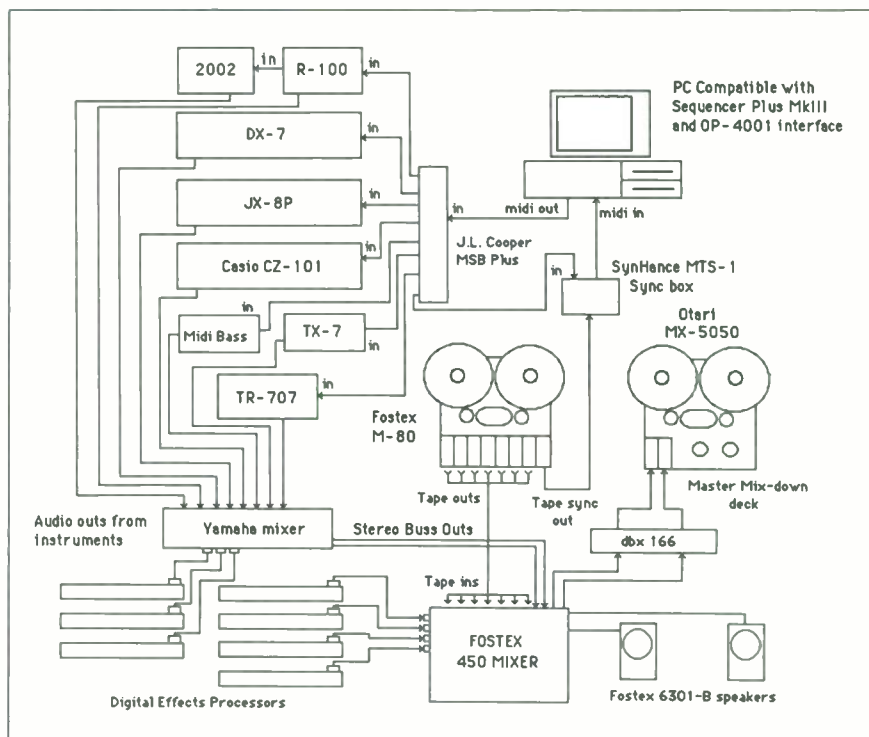 2002
in
R-100
in
PC Compatible with
Sequencer Plus MkIII
and OP-4001 interface
DX-7
in
JX-8P
in
in
midi out
midi in
J.L. Cooper
MSB Plus
Casio CZ-101
in
in
SynHance MTS-1
Sync box
in
Midi Bass
TX-7
in
Otari
MX-5050
TR-707
in
Fostex
M-80
Tape outs
Tape sync
out
Master Mix-down
deck
Audio outs from
instruments
Yamaha mixer
Stereo Buss Outs
dbx 166
Tape ins
FOSTEX
450 MIXER
Digital Effects Processors
Fostex 6301-B speakers